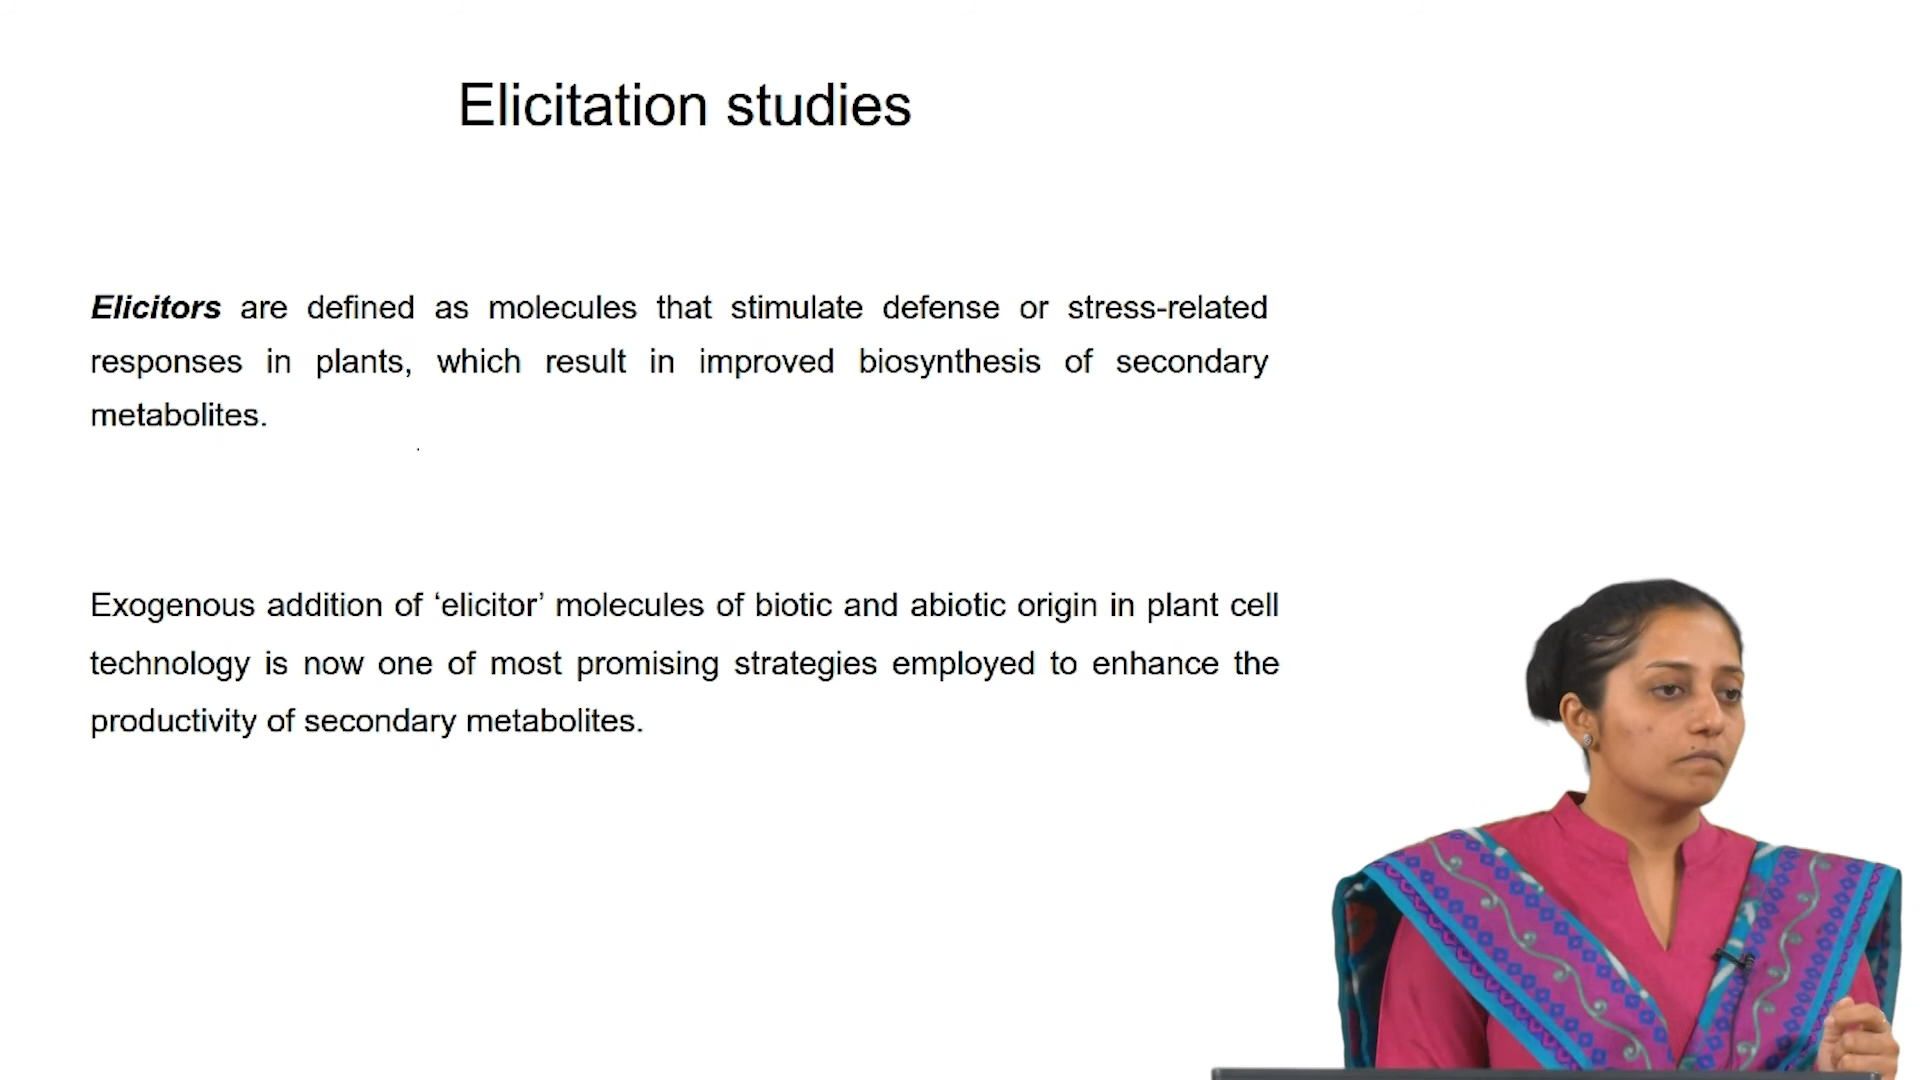 Elicitation studies
Elicitors are defined as molecules that stimulate defense or stress-related
responses in plants, which result in improved biosynthesis of secondary
metabolites.
Exogenous addition of ‘elicitor’ molecules of biotic and abiotic origin in plant cell
technology is now one of most promising strategies employed to enhance the
productivity of secondary metabolites.